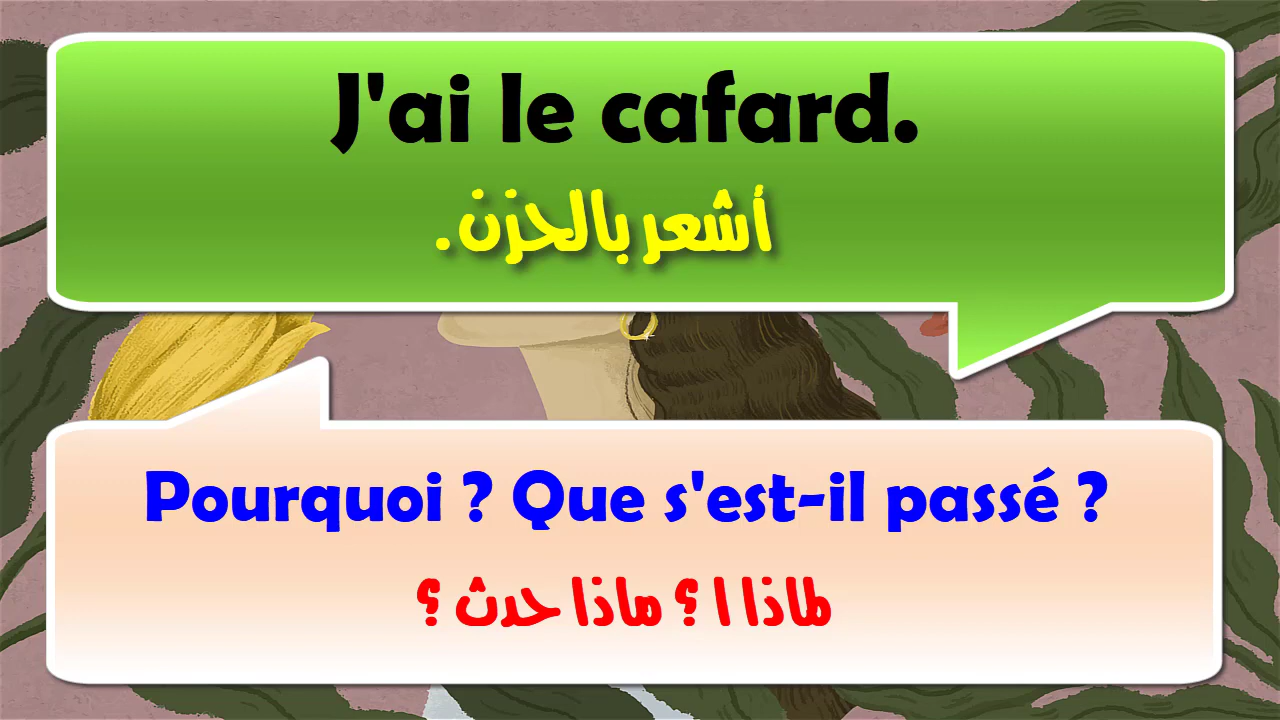 J'ai le cafard.
أشعر بالحزن.
Pourquoi ? Que s'est-il passé ?
لماذا ا ؟ ماذا حدث ؟